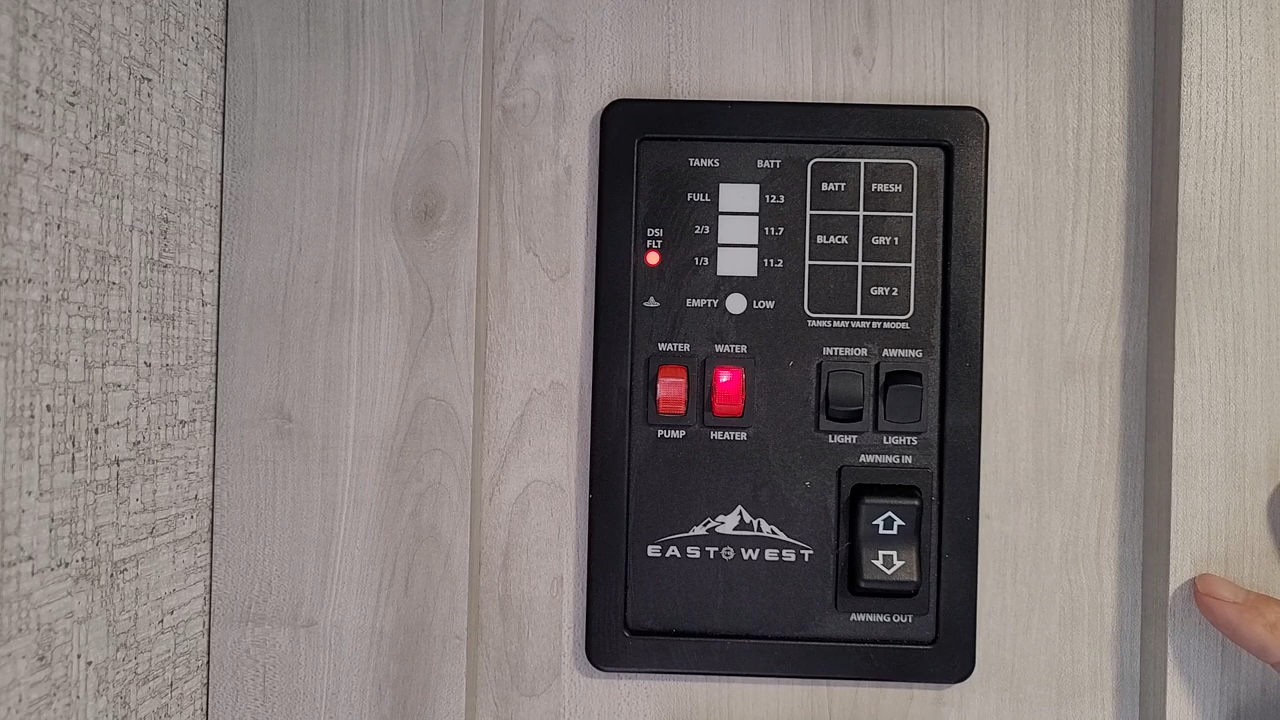 TANKS BATT
FULL 12.3
2/3 11.7
1/3 11.2
EMPTY LOW
DSI
FLT
BATT FRESH
BLACK GRY 1
GRY 2
TANKS MAY VARY BY MODEL
WATER
PUMP
WATER
HEATER
INTERIOR
LIGHT
AWNING
LIGHTS
AWNING IN
AWNING OUT
EAST WEST